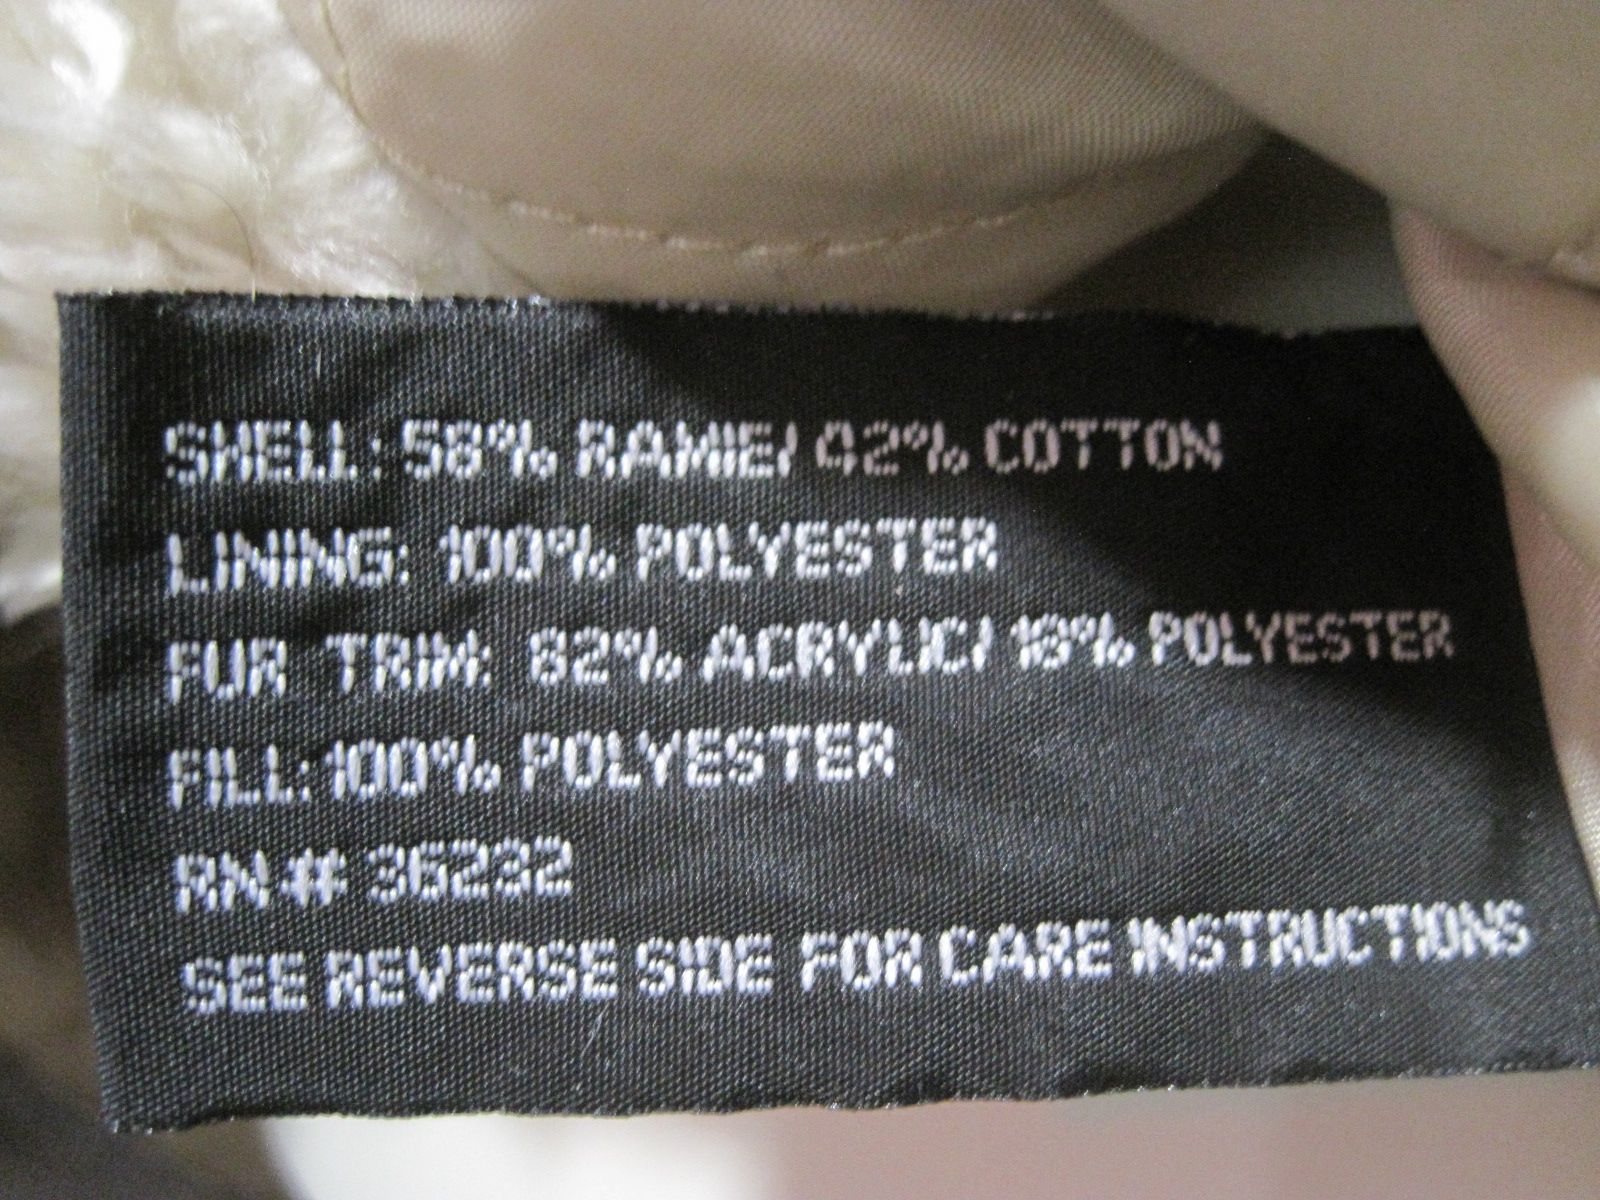 SHELL: 58% RAMIE/ 42% COTTON
LINING: 100% POLYESTER
FUR TRIM: 82% ACRYLIC/ 18% POLYESTER
FILL: 100% POLYESTER
RN# 36232
SEE REVERSE SIDE FOR CARE INSTRUCTIONS